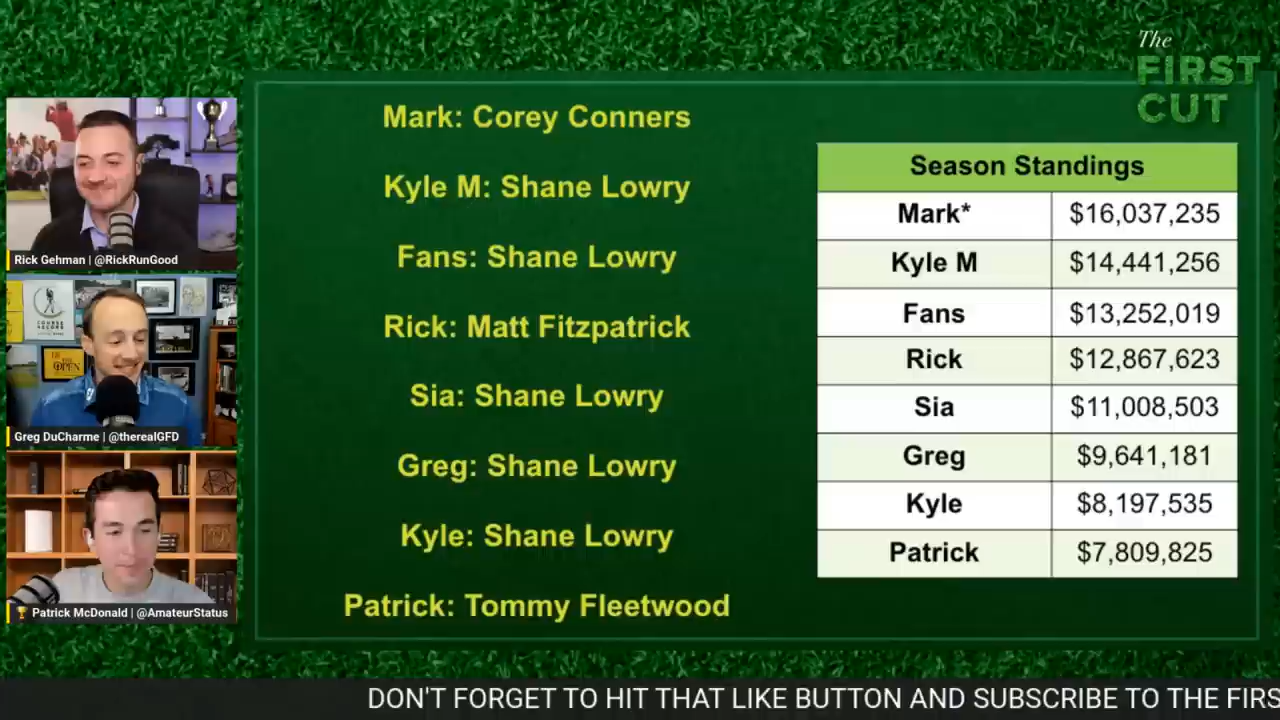 The
FIRST
CUT
Rick Gehman | @RickRunGood
Greg DuCharme | @therealGFD
🏆 Patrick McDonald | @AmateurStatus
Mark: Corey Conners
Kyle M: Shane Lowry
Fans: Shane Lowry
Rick: Matt Fitzpatrick
Sia: Shane Lowry
Greg: Shane Lowry
Kyle: Shane Lowry
Patrick: Tommy Fleetwood
Season Standings
Mark* $16,037,235
Kyle M $14,441,256
Fans $13,252,019
Rick $12,867,623
Sia $11,008,503
Greg $9,641,181
Kyle $8,197,535
Patrick $7,809,825
DON'T FORGET TO HIT THAT LIKE BUTTON AND SUBSCRIBE TO THE FIRS